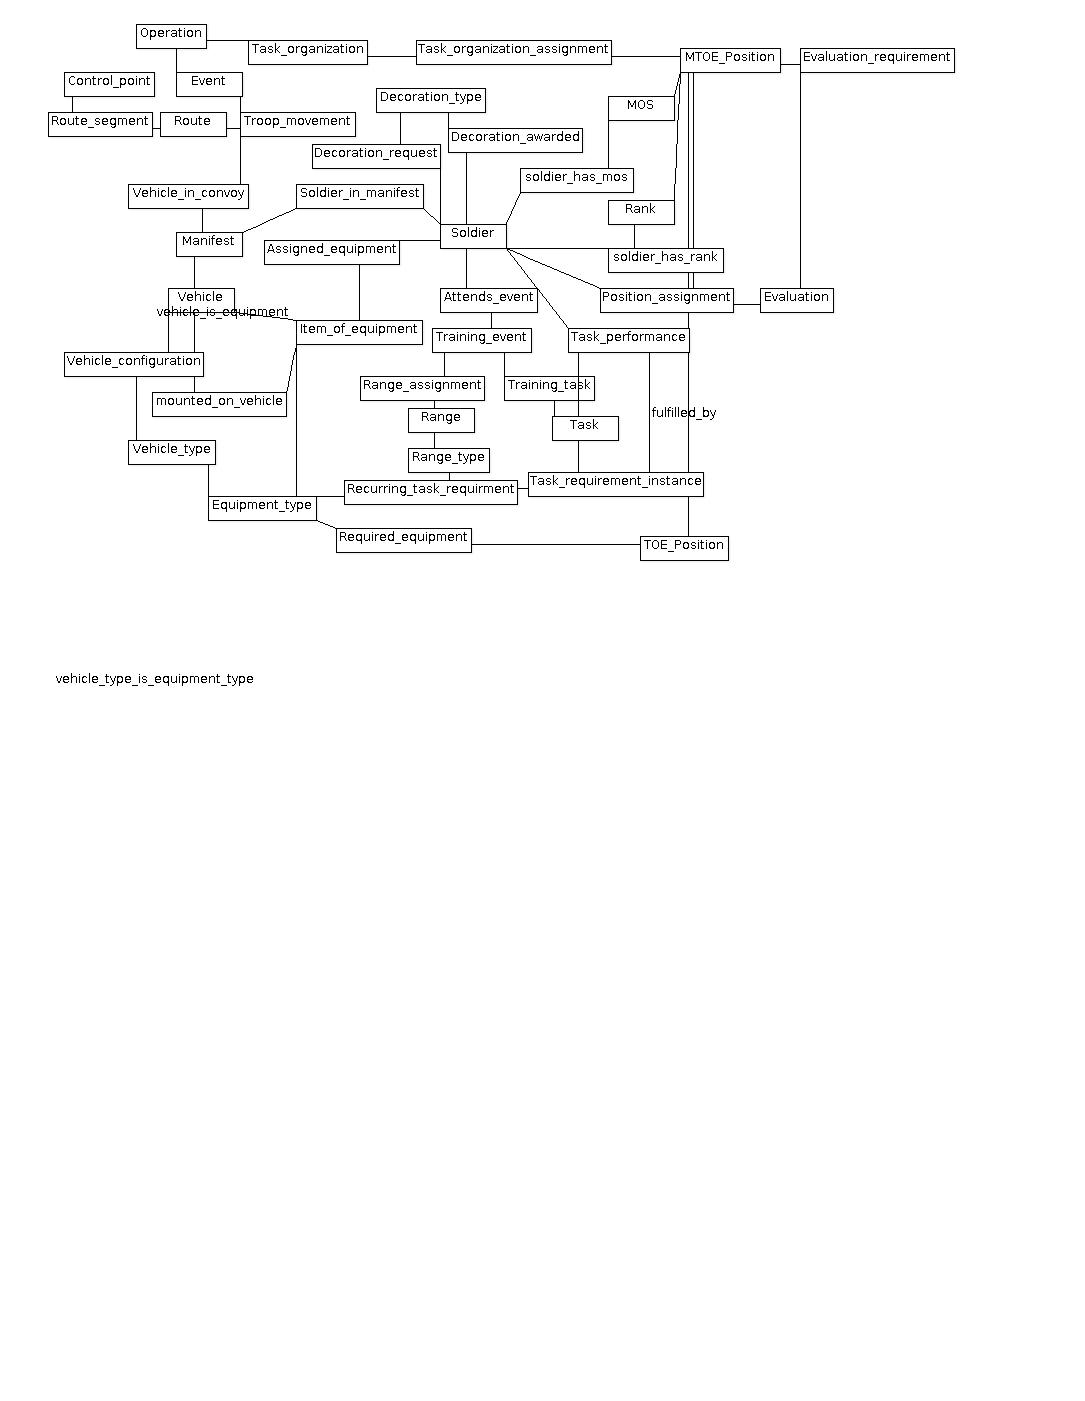 Operation
Task_organization
Task_organization_assignment
MTOE_Position
Evaluation_requirement
Control_point
Event
Decoration_type
MOS
Route_segment
Route
Troop_movement
Decoration_awarded
Decoration_request
soldier_has_mos
Vehicle_in_convoy
Soldier_in_manifest
Rank
Manifest
Assigned_equipment
Soldier
soldier_has_rank
Vehicle
Attends_event
Position_assignment
Evaluation
vehicle_is_equipment
Item_of_equipment
Training_event
Task_performance
Vehicle_configuration
Range_assignment
Training_task
mounted_on_vehicle
Range
fulfilled_by
Task
Vehicle_type
Range_type
Recurring_task_requirment
Task_requirement_instance
Equipment_type
Required_equipment
TOE_Position
vehicle_type_is_equipment_type